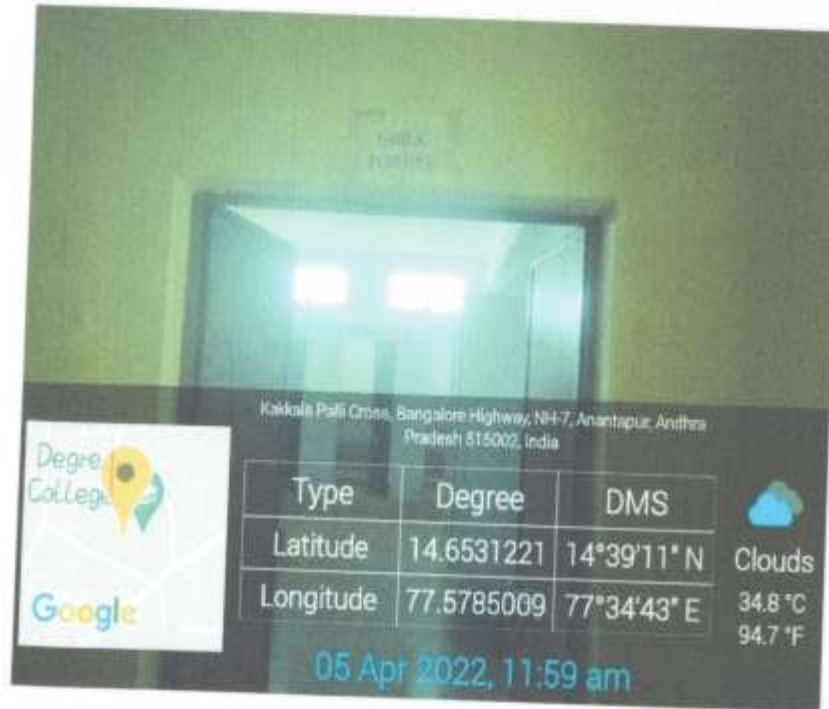 Kakkala Palli Cross, Bangalore Highway, NH-7, Anantapur, Andhra
Pradesh 515002, India
Degre
College
Google
Type Degree DMS
Latitude 14.6531221 14°39'11" N
Longitude 77.5785009 77°34'43" E
Clouds
34.8 °C
94.7 °F
05 Apr 2022, 11:59 am